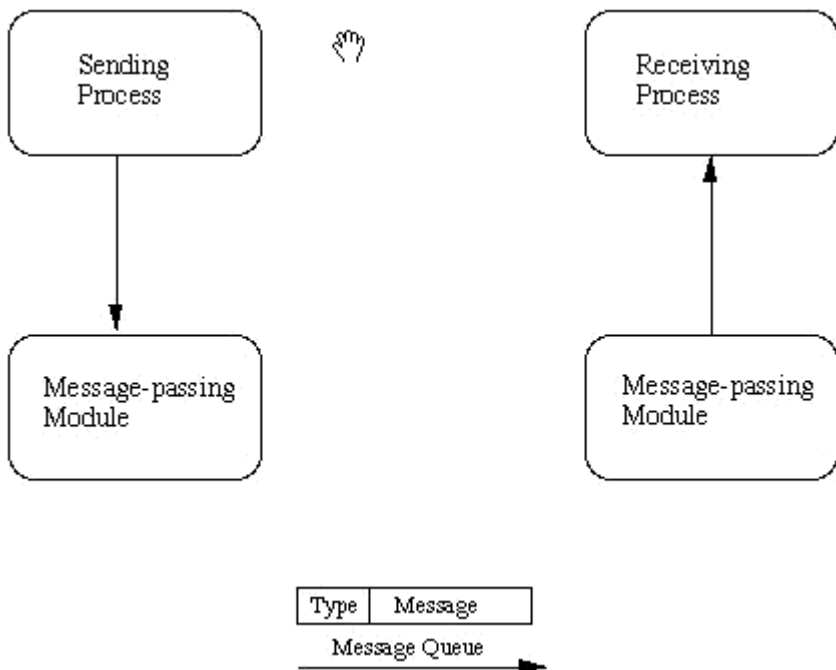 Sending
Process
Receiving
Process
Message-passing
Module
Message-passing
Module
Type Message
Message Queue